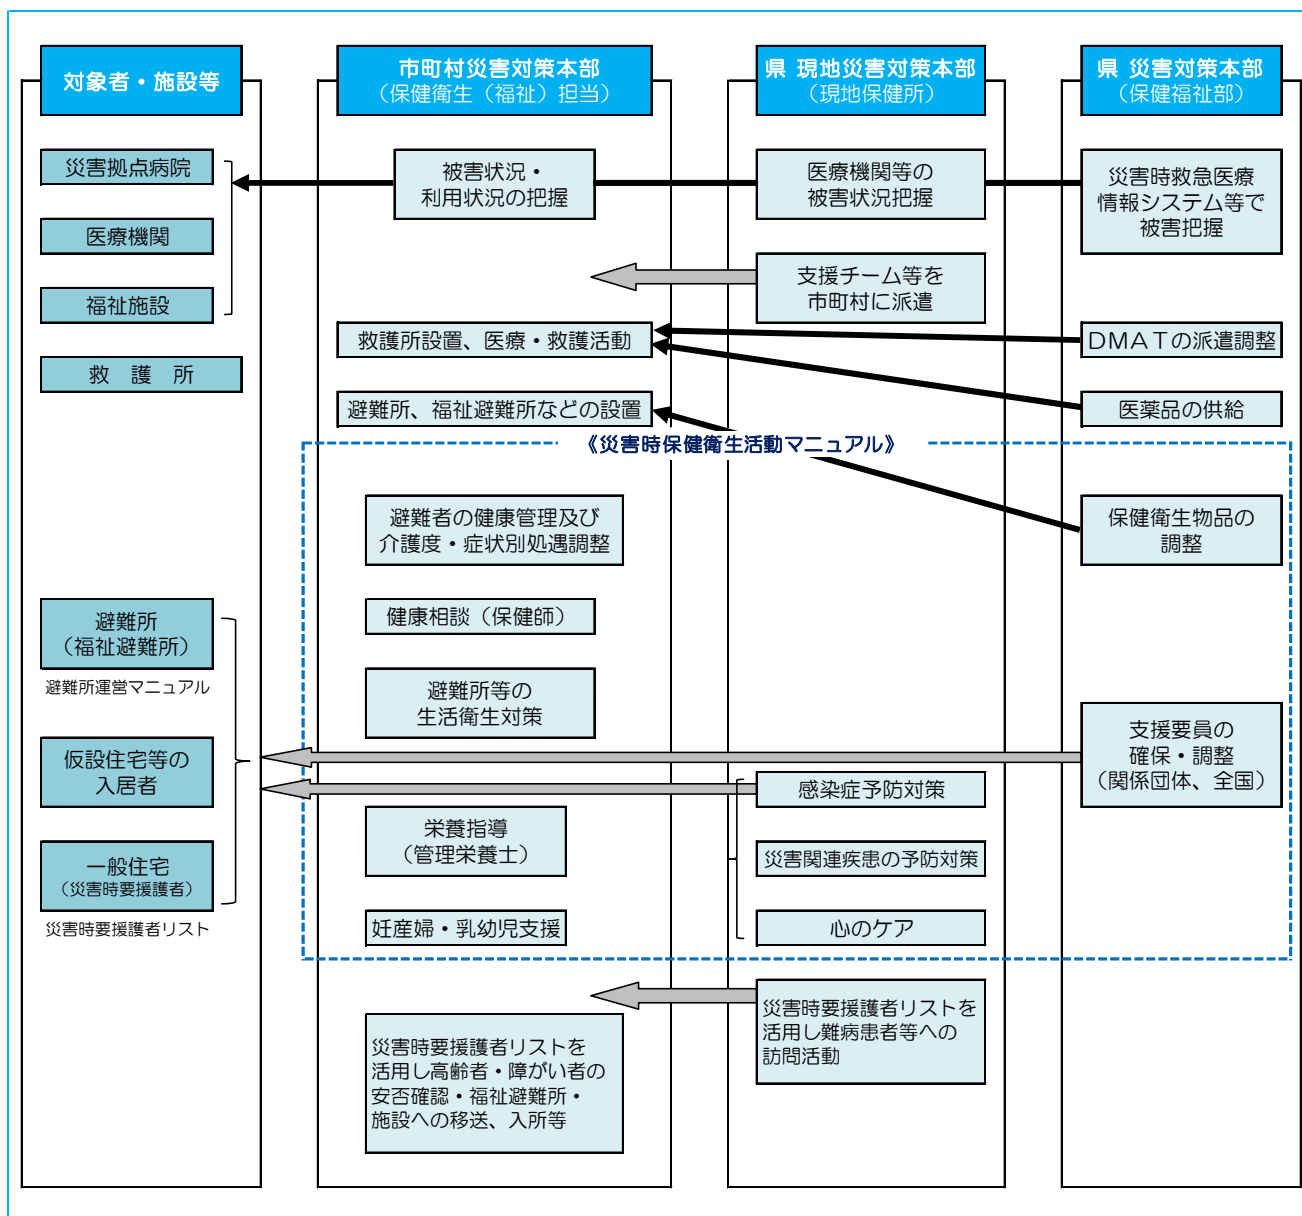 対象者・施設等
災害拠点病院
医療機関
福祉施設
救 護 所
避難所
(福祉避難所)
避難所運営マニュアル
仮設住宅等の
入居者
一般住宅
(災害時要援護者)
災害時要援護者リスト
市町村災害対策本部
(保健衛生(福祉)担当)
被害状況・
利用状況の把握
救護所設置、医療・救護活動
避難所、福祉避難所などの設置
《災害時保健衛生活動マニュアル》
避難者の健康管理及び
介護度・症状別処遇調整
健康相談(保健師)
避難所等の
生活衛生対策
栄養指導
(管理栄養士)
妊産婦・乳幼児支援
災害時要援護者リストを
活用し高齢者・障がい者の
安否確認・福祉避難所・
施設への移送、入所等
県 現地災害対策本部
(現地保健所)
医療機関等の
被害状況把握
支援チーム等を
市町村に派遣
感染症予防対策
災害関連疾患の予防対策
心のケア
災害時要援護者リストを
活用し難病患者等への
訪問活動
県 災害対策本部
(保健福祉部)
災害時救急医療
情報システム等で
被害把握
DMATの派遣調整
医薬品の供給
保健衛生物品の
調整
支援要員の
確保・調整
(関係団体、全国)